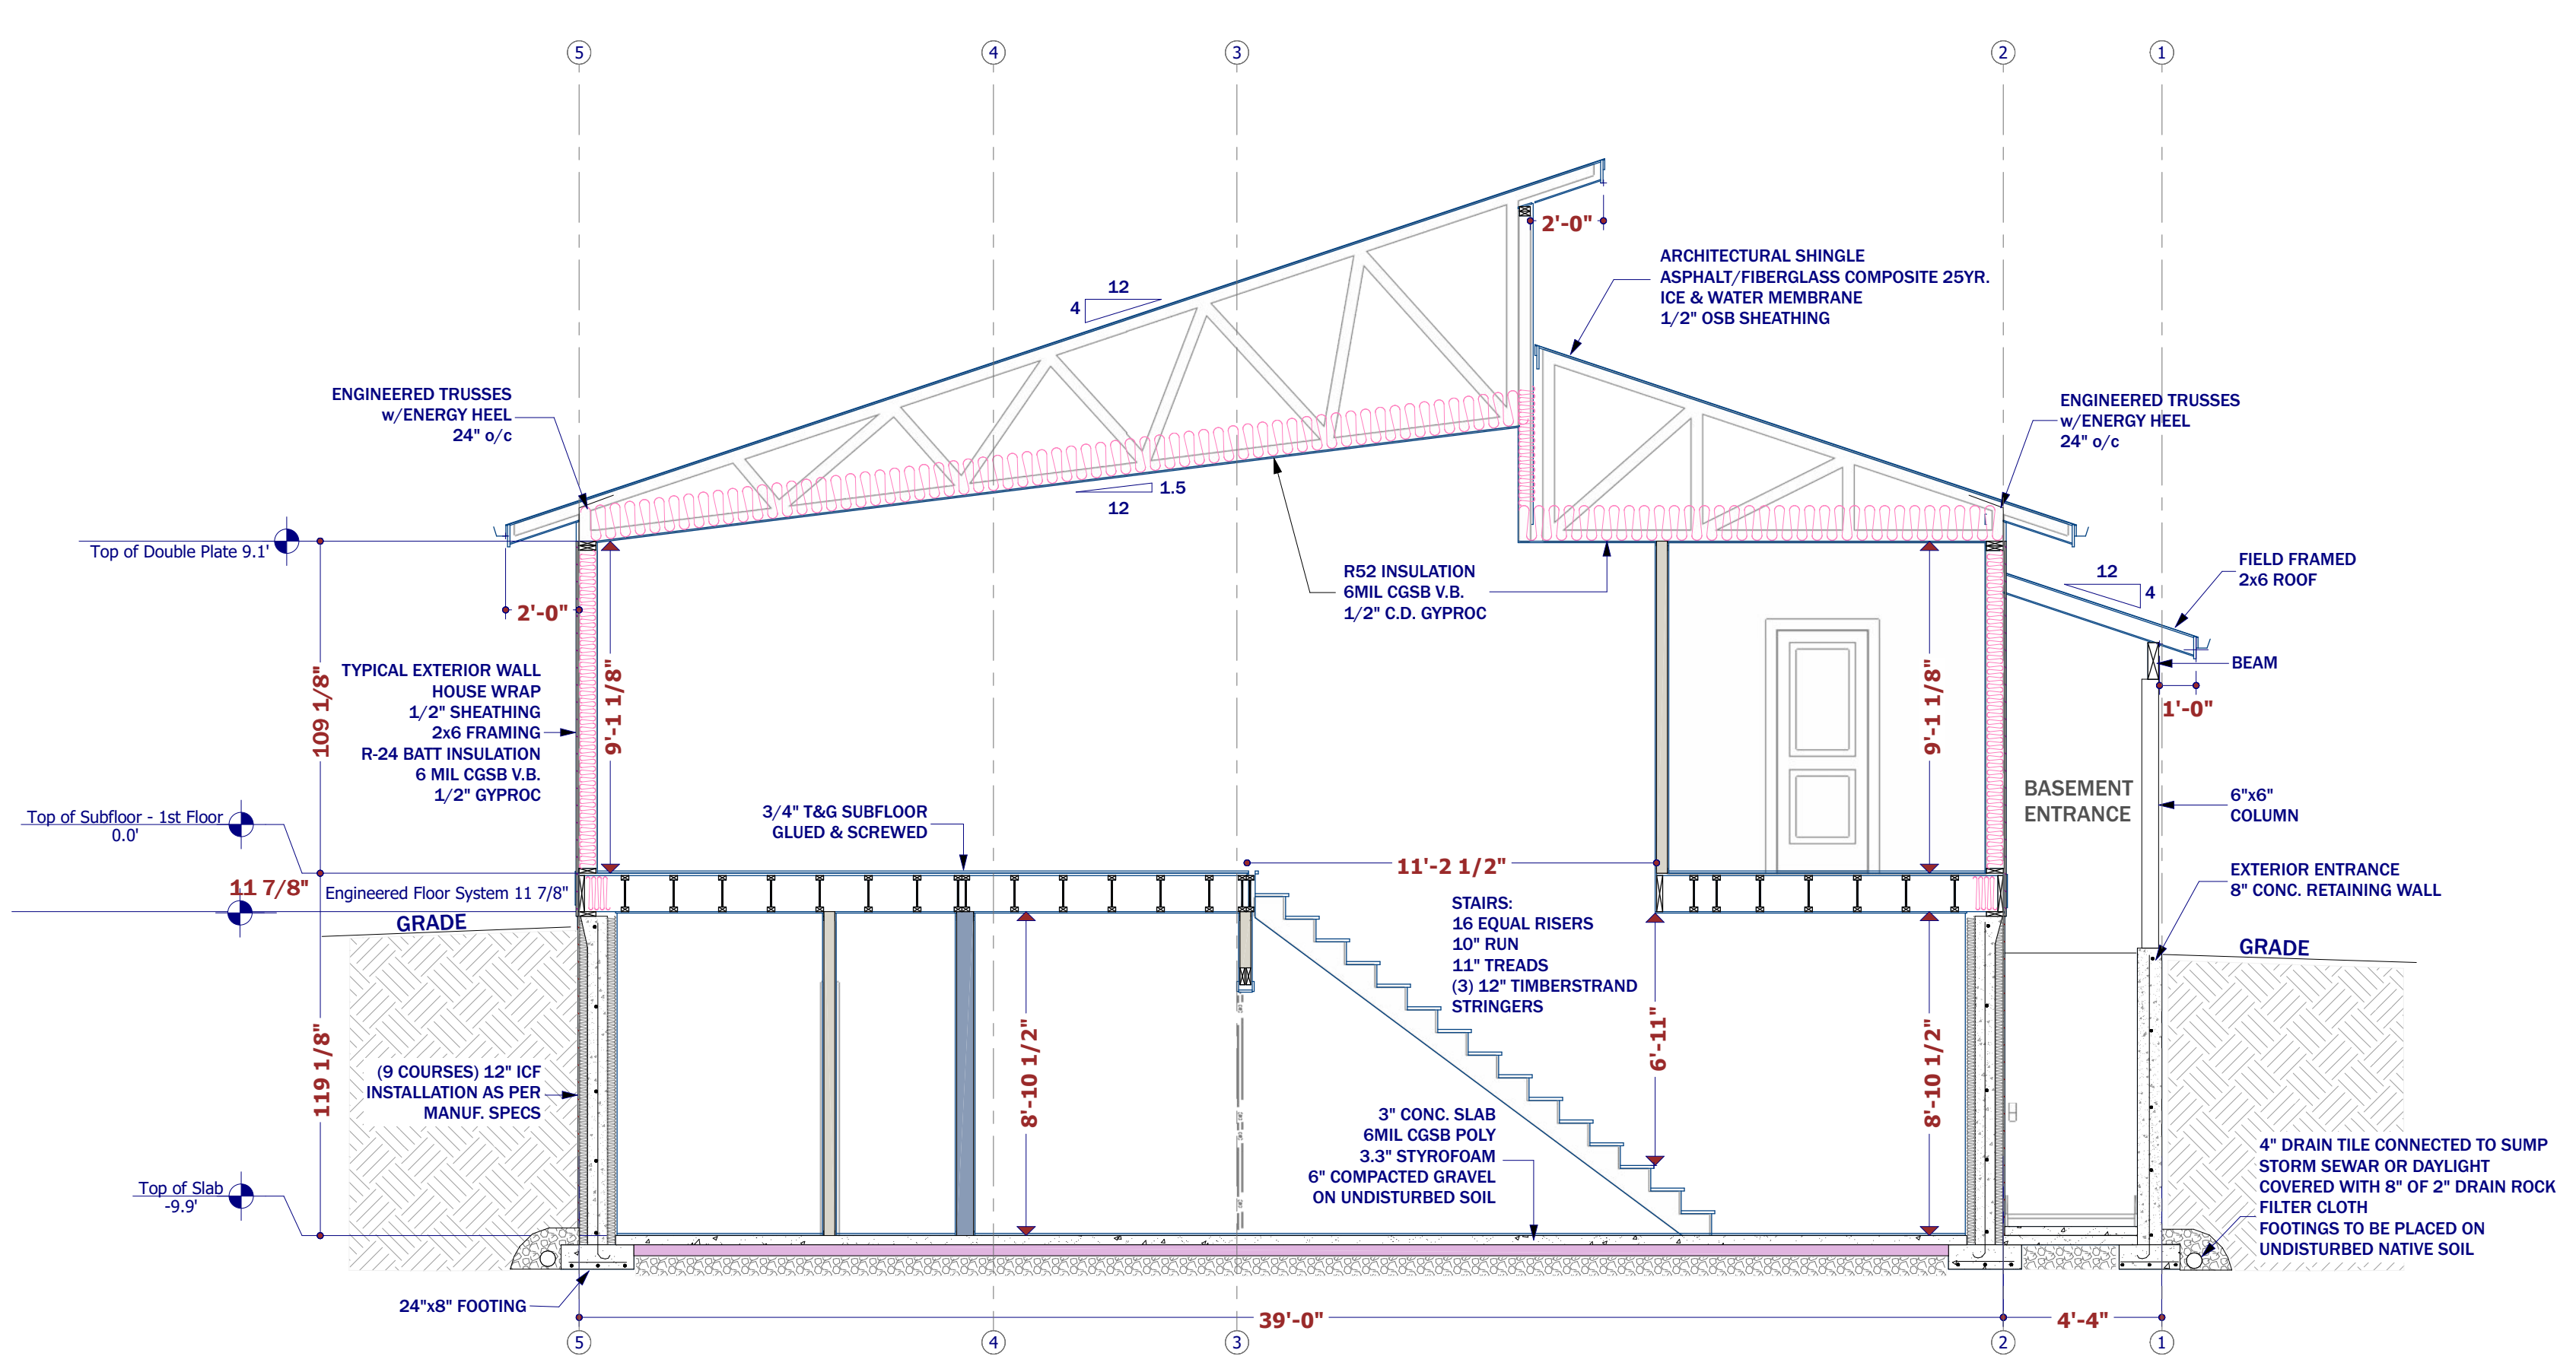 5
4
3
2
1
2'-0"
ARCHITECTURAL SHINGLE
ASPHALT/FIBERGLASS COMPOSITE 25YR.
ICE & WATER MEMBRANE
1/2" OSB SHEATHING
12
4
ENGINEERED TRUSSES
w/ENERGY HEEL
24" o/c
ENGINEERED TRUSSES
w/ENERGY HEEL
24" o/c
1.5
12
Top of Double Plate 9.1'
2'-0"
R52 INSULATION
6MIL CGSB V.B.
1/2" C.D. GYPROC
12
4
FIELD FRAMED
2x6 ROOF
BEAM
1'-0"
109 1/8"
TYPICAL EXTERIOR WALL
HOUSE WRAP
1/2" SHEATHING
2x6 FRAMING
R-24 BATT INSULATION
6 MIL CGSB V.B.
1/2" GYPROC
9'-1 1/8"
9'-1 1/8"
BASEMENT
ENTRANCE
6"x6"
COLUMN
Top of Subfloor - 1st Floor
0.0'
3/4" T&G SUBFLOOR
GLUED & SCREWED
11'-2 1/2"
11 7/8"
Engineered Floor System 11 7/8"
EXTERIOR ENTRANCE
8" CONC. RETAINING WALL
GRADE
STAIRS:
16 EQUAL RISERS
10" RUN
11" TREADS
(3) 12" TIMBERSTRAND
STRINGERS
GRADE
119 1/8"
(9 COURSES) 12" ICF
INSTALLATION AS PER
MANUF. SPECS
8'-10 1/2"
6'-11"
8'-10 1/2"
3" CONC. SLAB
6MIL CGSB POLY
3.3" STYROFOAM
6" COMPACTED GRAVEL
ON UNDISTURBED SOIL
4" DRAIN TILE CONNECTED TO SUMP
STORM SEWAR OR DAYLIGHT
COVERED WITH 8" OF 2" DRAIN ROCK
FILTER CLOTH
FOOTINGS TO BE PLACED ON
UNDISTURBED NATIVE SOIL
Top of Slab
-9.9'
24"x8" FOOTING
39'-0"
4'-4"
5
4
3
2
1